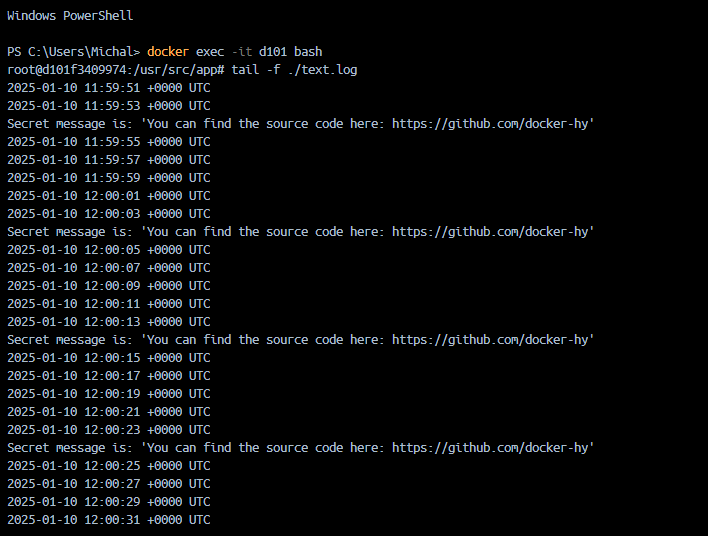 Windows PowerShell
PS C:\Users\Michal> docker exec -it d101 bash
root@d101f3409974:/usr/src/app# tail -f ./text.log
2025-01-10 11:59:51 +0000 UTC
2025-01-10 11:59:53 +0000 UTC
Secret message is: 'You can find the source code here: https://github.com/docker-hy'
2025-01-10 11:59:55 +0000 UTC
2025-01-10 11:59:57 +0000 UTC
2025-01-10 11:59:59 +0000 UTC
2025-01-10 12:00:01 +0000 UTC
2025-01-10 12:00:03 +0000 UTC
Secret message is: 'You can find the source code here: https://github.com/docker-hy'
2025-01-10 12:00:05 +0000 UTC
2025-01-10 12:00:07 +0000 UTC
2025-01-10 12:00:09 +0000 UTC
2025-01-10 12:00:11 +0000 UTC
2025-01-10 12:00:13 +0000 UTC
Secret message is: 'You can find the source code here: https://github.com/docker-hy'
2025-01-10 12:00:15 +0000 UTC
2025-01-10 12:00:17 +0000 UTC
2025-01-10 12:00:19 +0000 UTC
2025-01-10 12:00:21 +0000 UTC
2025-01-10 12:00:23 +0000 UTC
Secret message is: 'You can find the source code here: https://github.com/docker-hy'
2025-01-10 12:00:25 +0000 UTC
2025-01-10 12:00:27 +0000 UTC
2025-01-10 12:00:29 +0000 UTC
2025-01-10 12:00:31 +0000 UTC